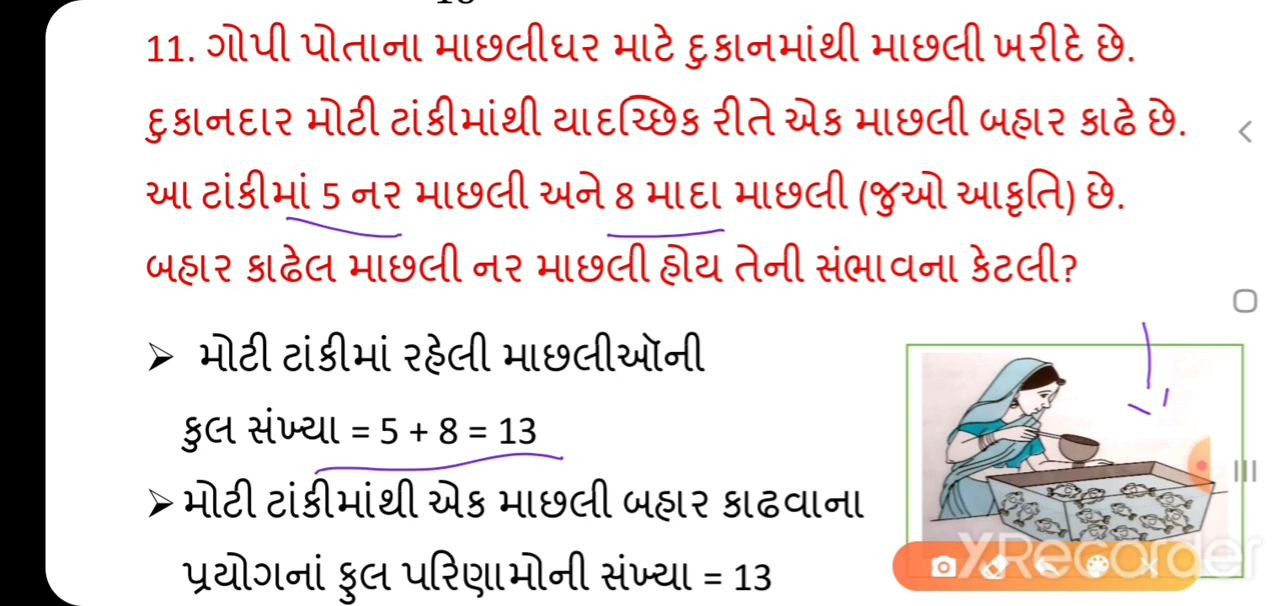 11. ગોપી પોતાના માછલીઘર માટે દુકાનમાંથી માછલી ખરીદે છે.
દુકાનદાર મોટી ટાંકીમાંથી યાદચ્છિક રીતે એક માછલી બહાર કાઢે છે.
આ ટાંકીમાં 5 નર માછલી અને 8 માદા માછલી (જુઓ આકૃતિ) છે.
બહાર કાઢેલ માછલી નર માછલી હોય તેની સંભાવના કેટલી?
➤ મોટી ટાંકીમાં રહેલી માછલીઓની
કુલ સંખ્યા = 5 + 8 = 13
➤ મોટી ટાંકીમાંથી એક માછલી બહાર કાઢવાના
પ્રયોગનાં કુલ પરિણામોની સંખ્યા = 13
XRecorder